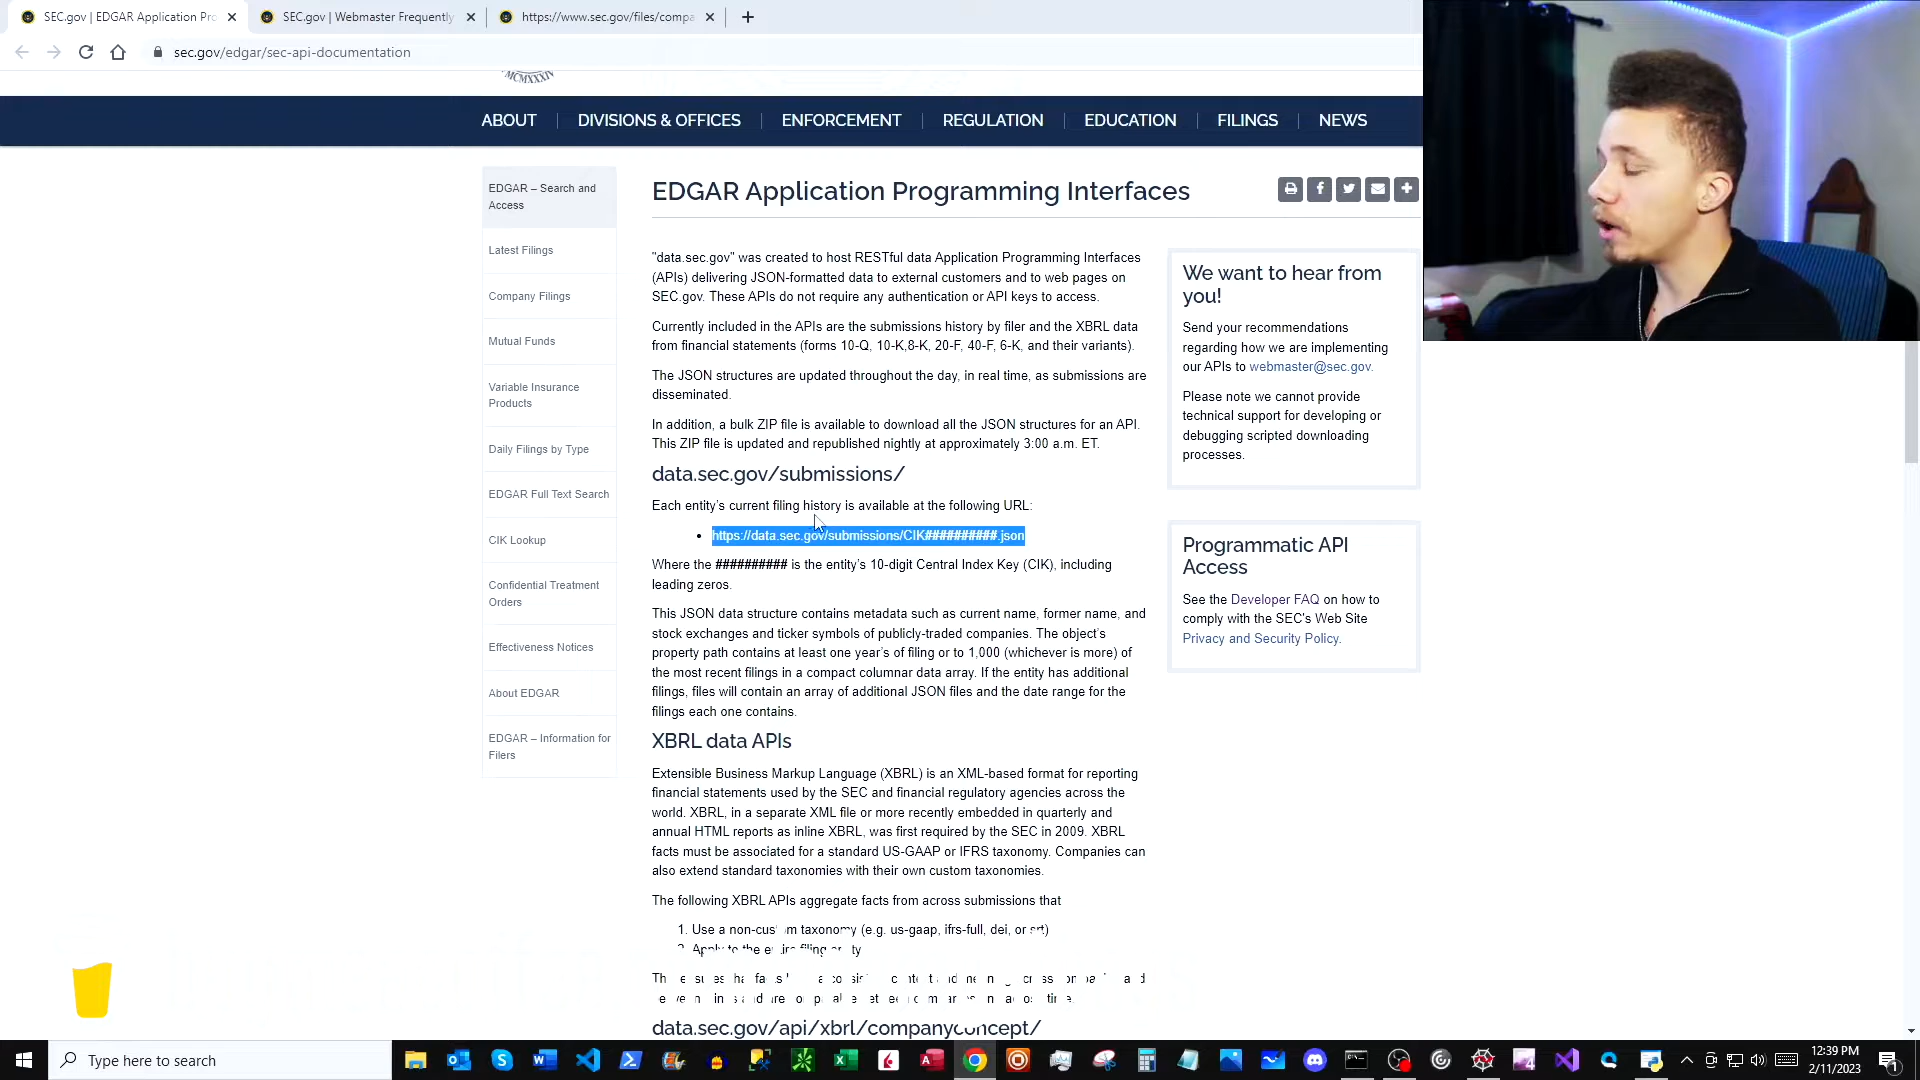 SEC.gov | EDGAR Application Pro
SEC.gov | Webmaster Frequently
https://www.sec.gov/files/compa
sec.gov/edgar/sec-api-documentation
MCMXXXIV
ABOUT
DIVISIONS & OFFICES
ENFORCEMENT
REGULATION
EDUCATION
FILINGS
NEWS
EDGAR – Search and
Access
Latest Filings
Company Filings
Mutual Funds
Variable Insurance
Products
Daily Filings by Type
EDGAR Full Text Search
CIK Lookup
Confidential Treatment
Orders
Effectiveness Notices
About EDGAR
EDGAR – Information for
Filers
EDGAR Application Programming Interfaces
"data.sec.gov" was created to host RESTful data Application Programming Interfaces
(APIs) delivering JSON-formatted data to external customers and to web pages on
SEC.gov. These APIs do not require any authentication or API keys to access.
Currently included in the APIs are the submissions history by filer and the XBRL data
from financial statements (forms 10-Q, 10-K,8-K, 20-F, 40-F, 6-K, and their variants).
The JSON structures are updated throughout the day, in real time, as submissions are
disseminated.
In addition, a bulk ZIP file is available to download all the JSON structures for an API.
This ZIP file is updated and republished nightly at approximately 3:00 a.m. ET.
data.sec.gov/submissions/
Each entity's current filing history is available at the following URL:
• https://data.sec.gov/submissions/CIK##########.json
Where the ########## is the entity's 10-digit Central Index Key (CIK), including
leading zeros.
This JSON data structure contains metadata such as current name, former name, and
stock exchanges and ticker symbols of publicly-traded companies. The object's
property path contains at least one year's of filing or to 1,000 (whichever is more) of
the most recent filings in a compact columnar data array. If the entity has additional
filings, files will contain an array of additional JSON files and the date range for the
filings each one contains.
XBRL data APIs
Extensible Business Markup Language (XBRL) is an XML-based format for reporting
financial statements used by the SEC and financial regulatory agencies across the
world. XBRL, in a separate XML file or more recently embedded in quarterly and
annual HTML reports as inline XBRL, was first required by the SEC in 2009. XBRL
facts must be associated for a standard US-GAAP or IFRS taxonomy. Companies can
also extend standard taxonomies with their own custom taxonomies.
The following XBRL APIs aggregate facts from across submissions that
1. Use a non-custom taxonomy (e.g. us-gaap, ifrs-full, dei, or srt)
2. Apply to the entire filing entity
data.sec.gov/api/xbrl/companyconcept/
We want to hear from
you!
Send your recommendations
regarding how we are implementing
our APIs to webmaster@sec.gov.
Please note we cannot provide
technical support for developing or
debugging scripted downloading
processes.
Programmatic API
Access
See the Developer FAQ on how to
comply with the SEC's Web Site
Privacy and Security Policy.
Type here to search
12:39 PM
2/11/2023